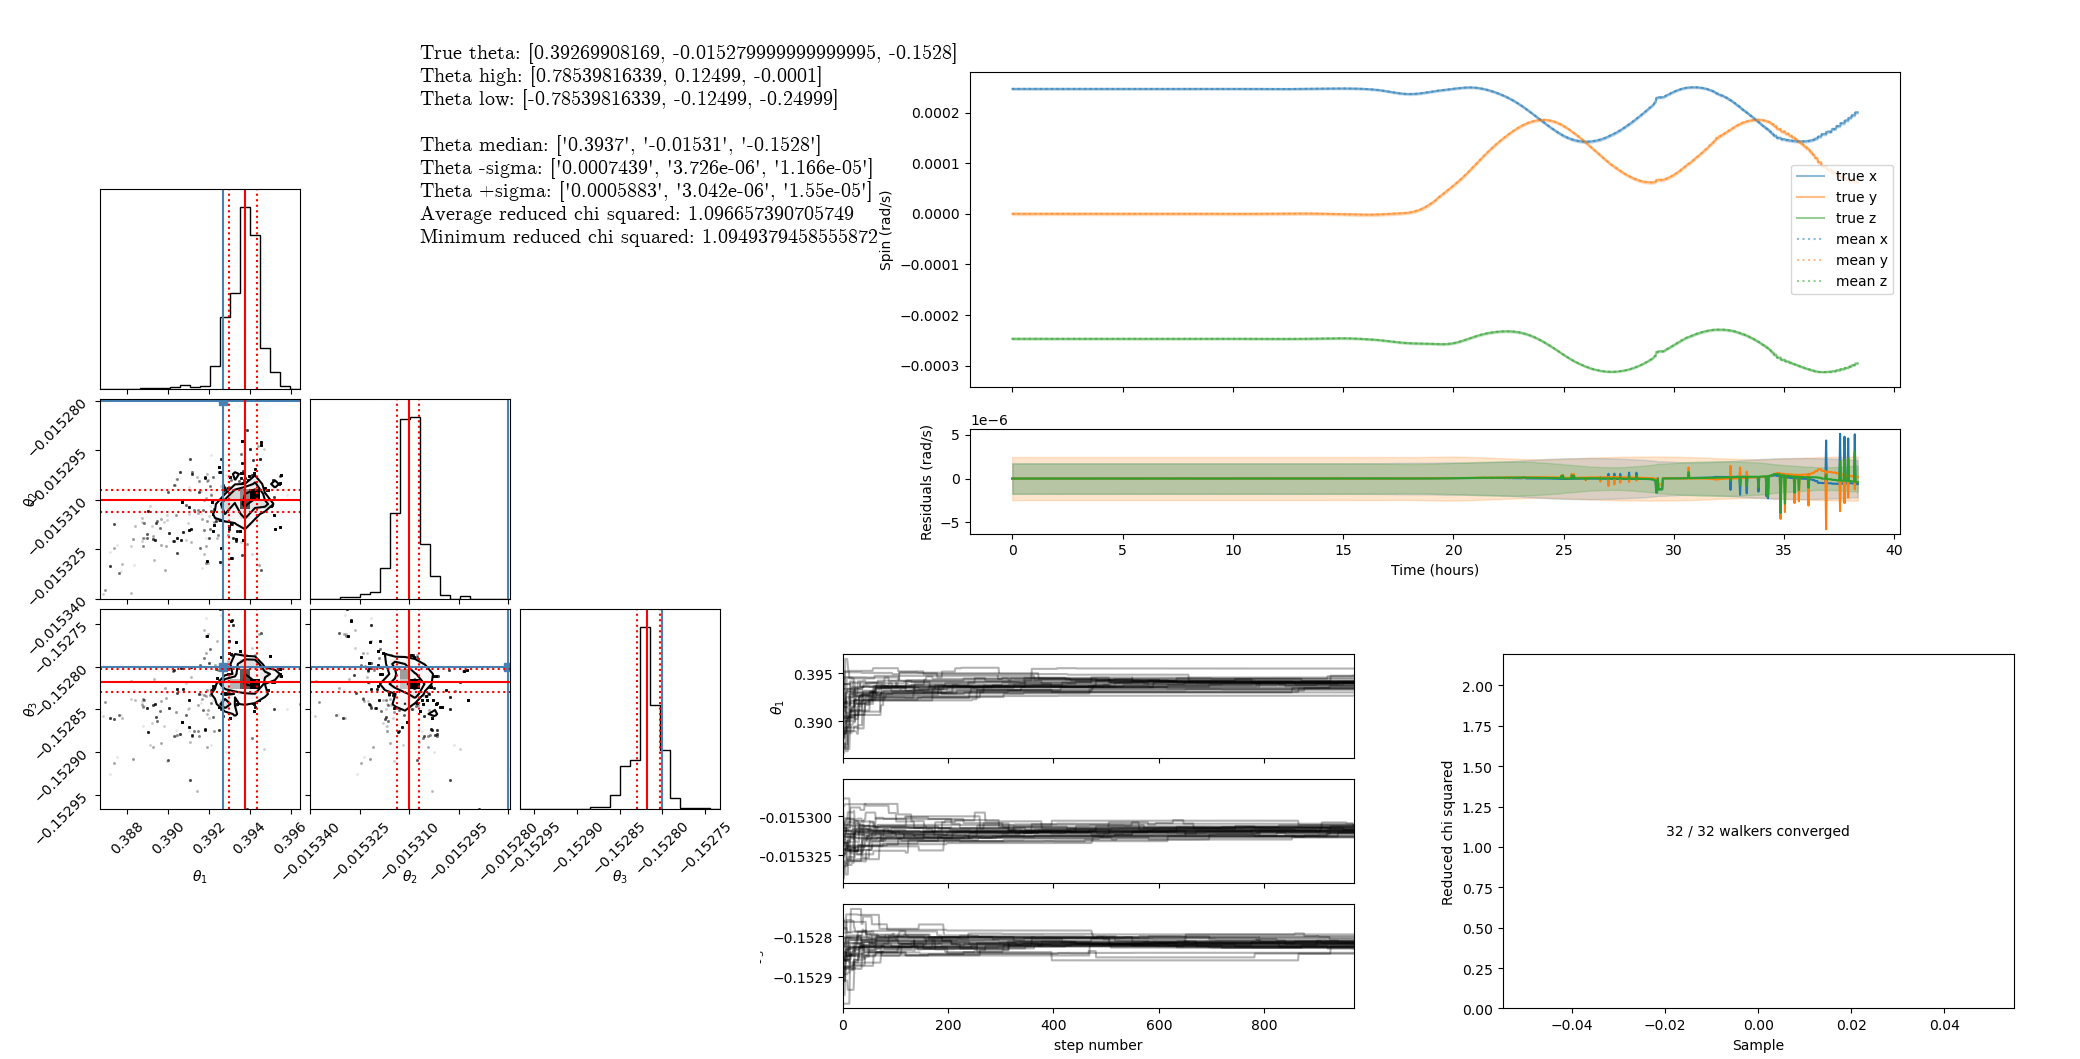 True theta: [0.39269908169, -0.015279999999999995, -0.1528]
Theta high: [0.78539816339, 0.12499, -0.0001]
Theta low: [-0.78539816339, -0.12499, -0.24999]
Theta median: ['0.3937', '-0.01531', '-0.1528']
Theta -sigma: ['0.0007439', '3.726e-06', '1.166e-05']
Theta +sigma: ['0.0005883', '3.042e-06', '1.55e-05']
Average reduced chi squared: 1.096657390705749
Minimum reduced chi squared: 1.0949379458555872
0.0002
0.0001
0.0000
−0.0001
−0.0002
−0.0003
Spin (rad/s)
true x
true y
true z
mean x
mean y
mean z
1e−6
5
0
−5
Residuals (rad/s)
0 5 10 15 20 25 30 35 40
Time (hours)
−0.015280
−0.015295
−0.015310
−0.015325
−0.015340
θ2
−0.15275
−0.15280
−0.15285
−0.15290
−0.15295
θ3
0.388 0.390 0.392 0.394 0.396
θ1
−0.015340 −0.015325 −0.015310 −0.015295 −0.015280
θ2
−0.15295 −0.15290 −0.15285 −0.15280 −0.15275
θ3
0.395
0.390
θ1
−0.015300
−0.015325
−0.1528
−0.1529
0 200 400 600 800
step number
2.00
1.75
1.50
1.25
1.00
0.75
0.50
0.25
0.00
Reduced chi squared
32 / 32 walkers converged
−0.04 −0.02 0.00 0.02 0.04
Sample